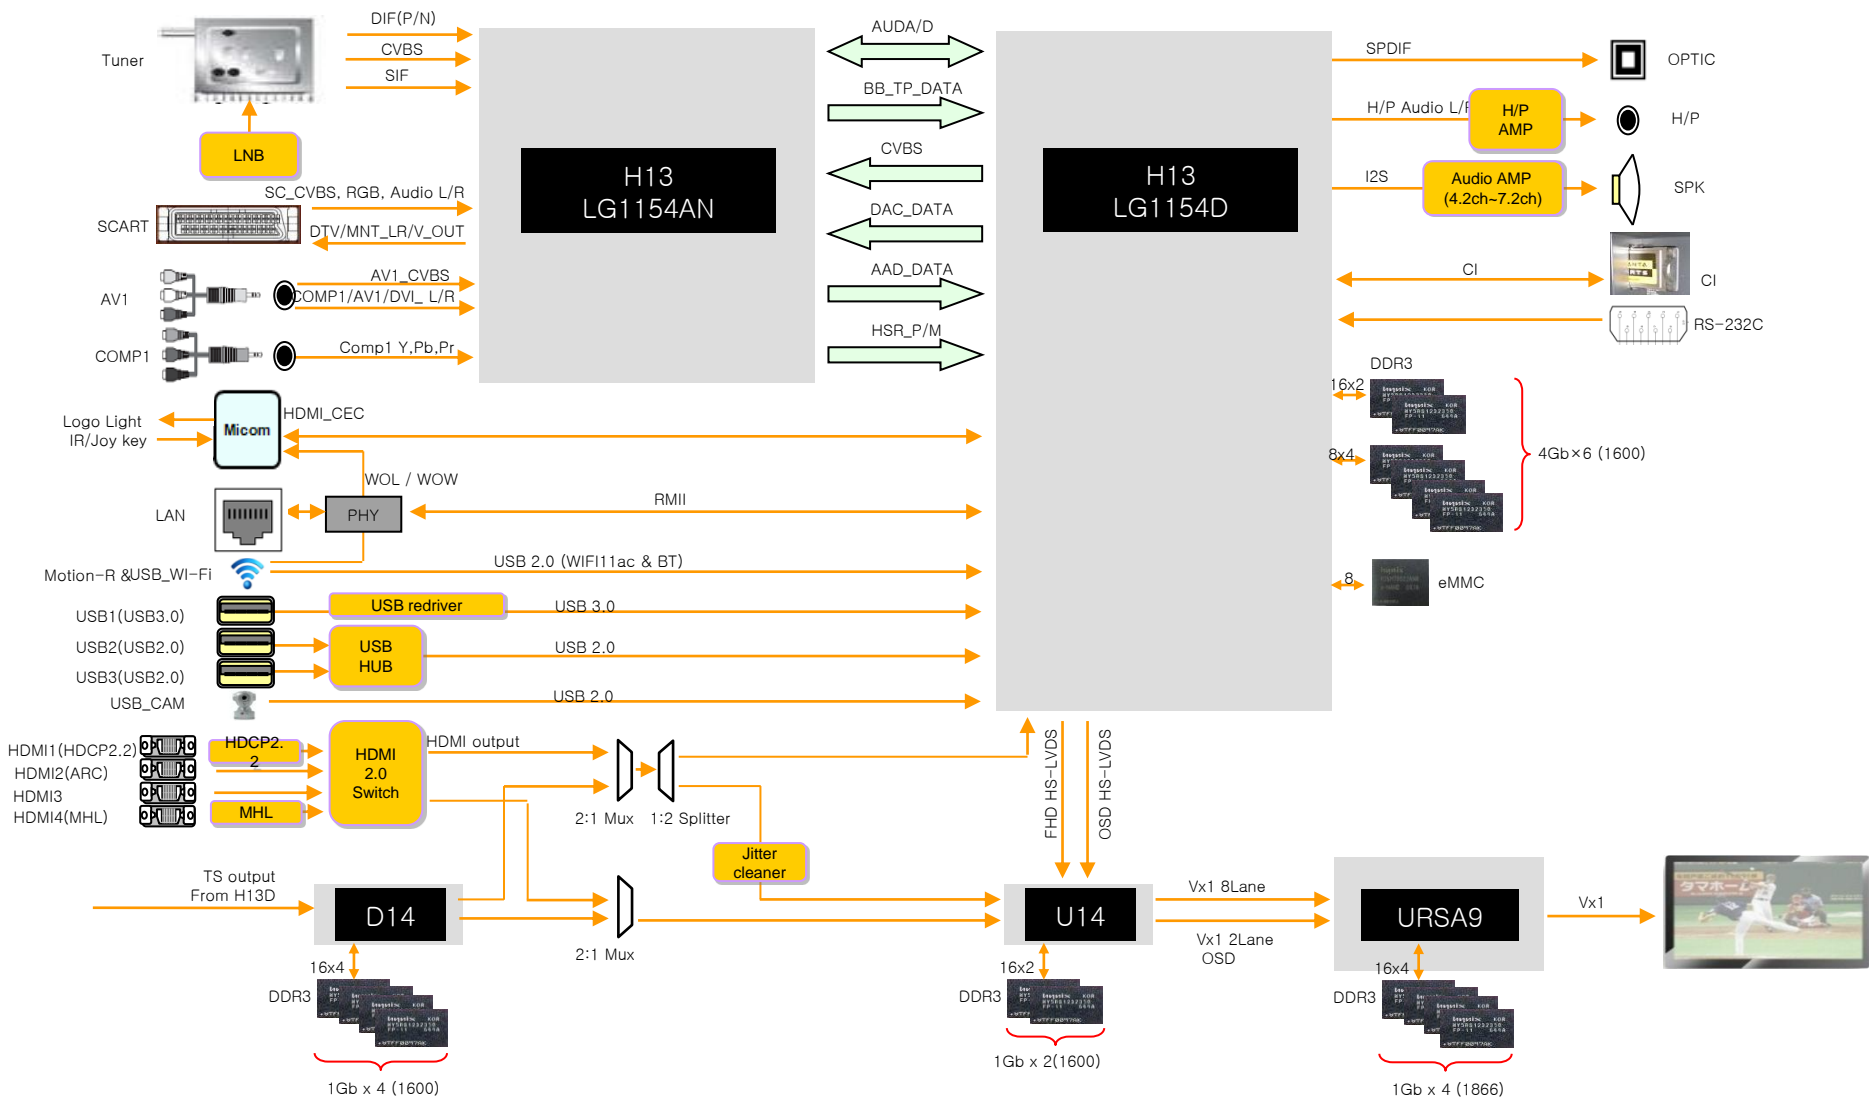 DIF(P/N)
CVBS
SIF
Tuner
LNB
SC_CVBS, RGB, Audio L/R
SCART
DTV/MNT_LR/V_OUT
AV1_CVBS
AV1
COMP1/AV1/DVI_ L/R
COMP1
Comp1 Y,Pb,Pr
H13
LG1154AN
AUDA/D
BB_TP_DATA
CVBS
DAC_DATA
AAD_DATA
HSR_P/M
H13
LG1154D
SPDIF
OPTIC
H/P Audio L/R
H/P
AMP
H/P
I2S
Audio AMP
(4.2ch~7.2ch)
SPK
CI
CI
RS-232C
DDR3
16x2
8x4
4Gb×6 (1600)
8
eMMC
Logo Light
IR/Joy key
Micom
HDMI_CEC
WOL / WOW
LAN
PHY
RMII
Motion-R &USB_WI-Fi
USB 2.0 (WIFI11ac & BT)
USB1(USB3.0)
USB redriver
USB 3.0
USB2(USB2.0)
USB
HUB
USB 2.0
USB3(USB2.0)
USB_CAM
USB 2.0
HDMI1(HDCP2.2)
HDCP2.
2
HDMI2(ARC)
HDMI3
HDMI4(MHL)
MHL
HDMI
2.0
Switch
HDMI output
2:1 Mux
1:2 Splitter
Jitter
cleaner
FHD HS-LVDS
OSD HS-LVDS
TS output
From H13D
D14
2:1 Mux
U14
Vx1 8Lane
Vx1 2Lane
OSD
URSA9
Vx1
タマホーム
16x4
DDR3
1Gb x 4 (1600)
16x2
DDR3
1Gb x 2(1600)
16x4
DDR3
1Gb x 4 (1866)